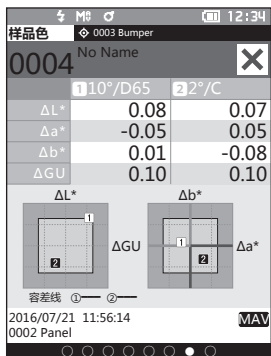 M 12:34
样品色 0003 Bumper
0004 No Name
1 10°/D65 2 2°/C
ΔL* 0.08 0.07
Δa* -0.05 0.05
Δb* 0.01 -0.08
ΔGU 0.10 0.10
ΔL* Δb*
1
ΔGU 1 Δa*
2 2
容差线 ①— ②—
2016/07/21 11:56:14 MAV
0002 Panel